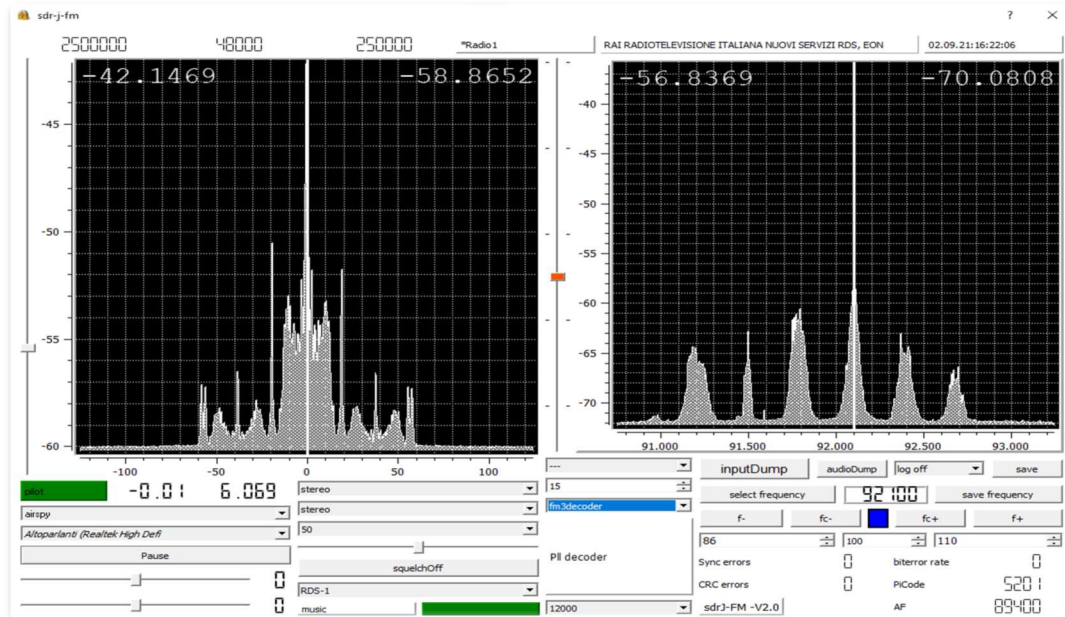 sdr-j-fm ? ×
2500000 48000 250000 *Radio1 RAI RADIOTELEVISIONE ITALIANA NUOVI SERVIZI RDS, EON 02.09.21:16:22:06
-42.1469 -58.8652 -56.8369 -70.0808
-45
-50
-55
-60
-100 -50 0 50 100
-40
-45
-50
-55
-60
-65
-70
91.000 91.500 92.000 92.500 93.000
pilot -0.01 6.069
airspy
Altoparlanti (Realtek High Defi
Pause
0
0
stereo
stereo
50
squelchOff
RDS-1
music
---
15
fm3decoder
Pll decoder
12000
inputDump audioDump log off save
select frequency 92100 save frequency
f- fc- fc+ f+
86 100 110
Sync errors 0 biterror rate 0
CRC errors 0 PiCode 5201
sdrJ-FM -V2.0 AF 89400